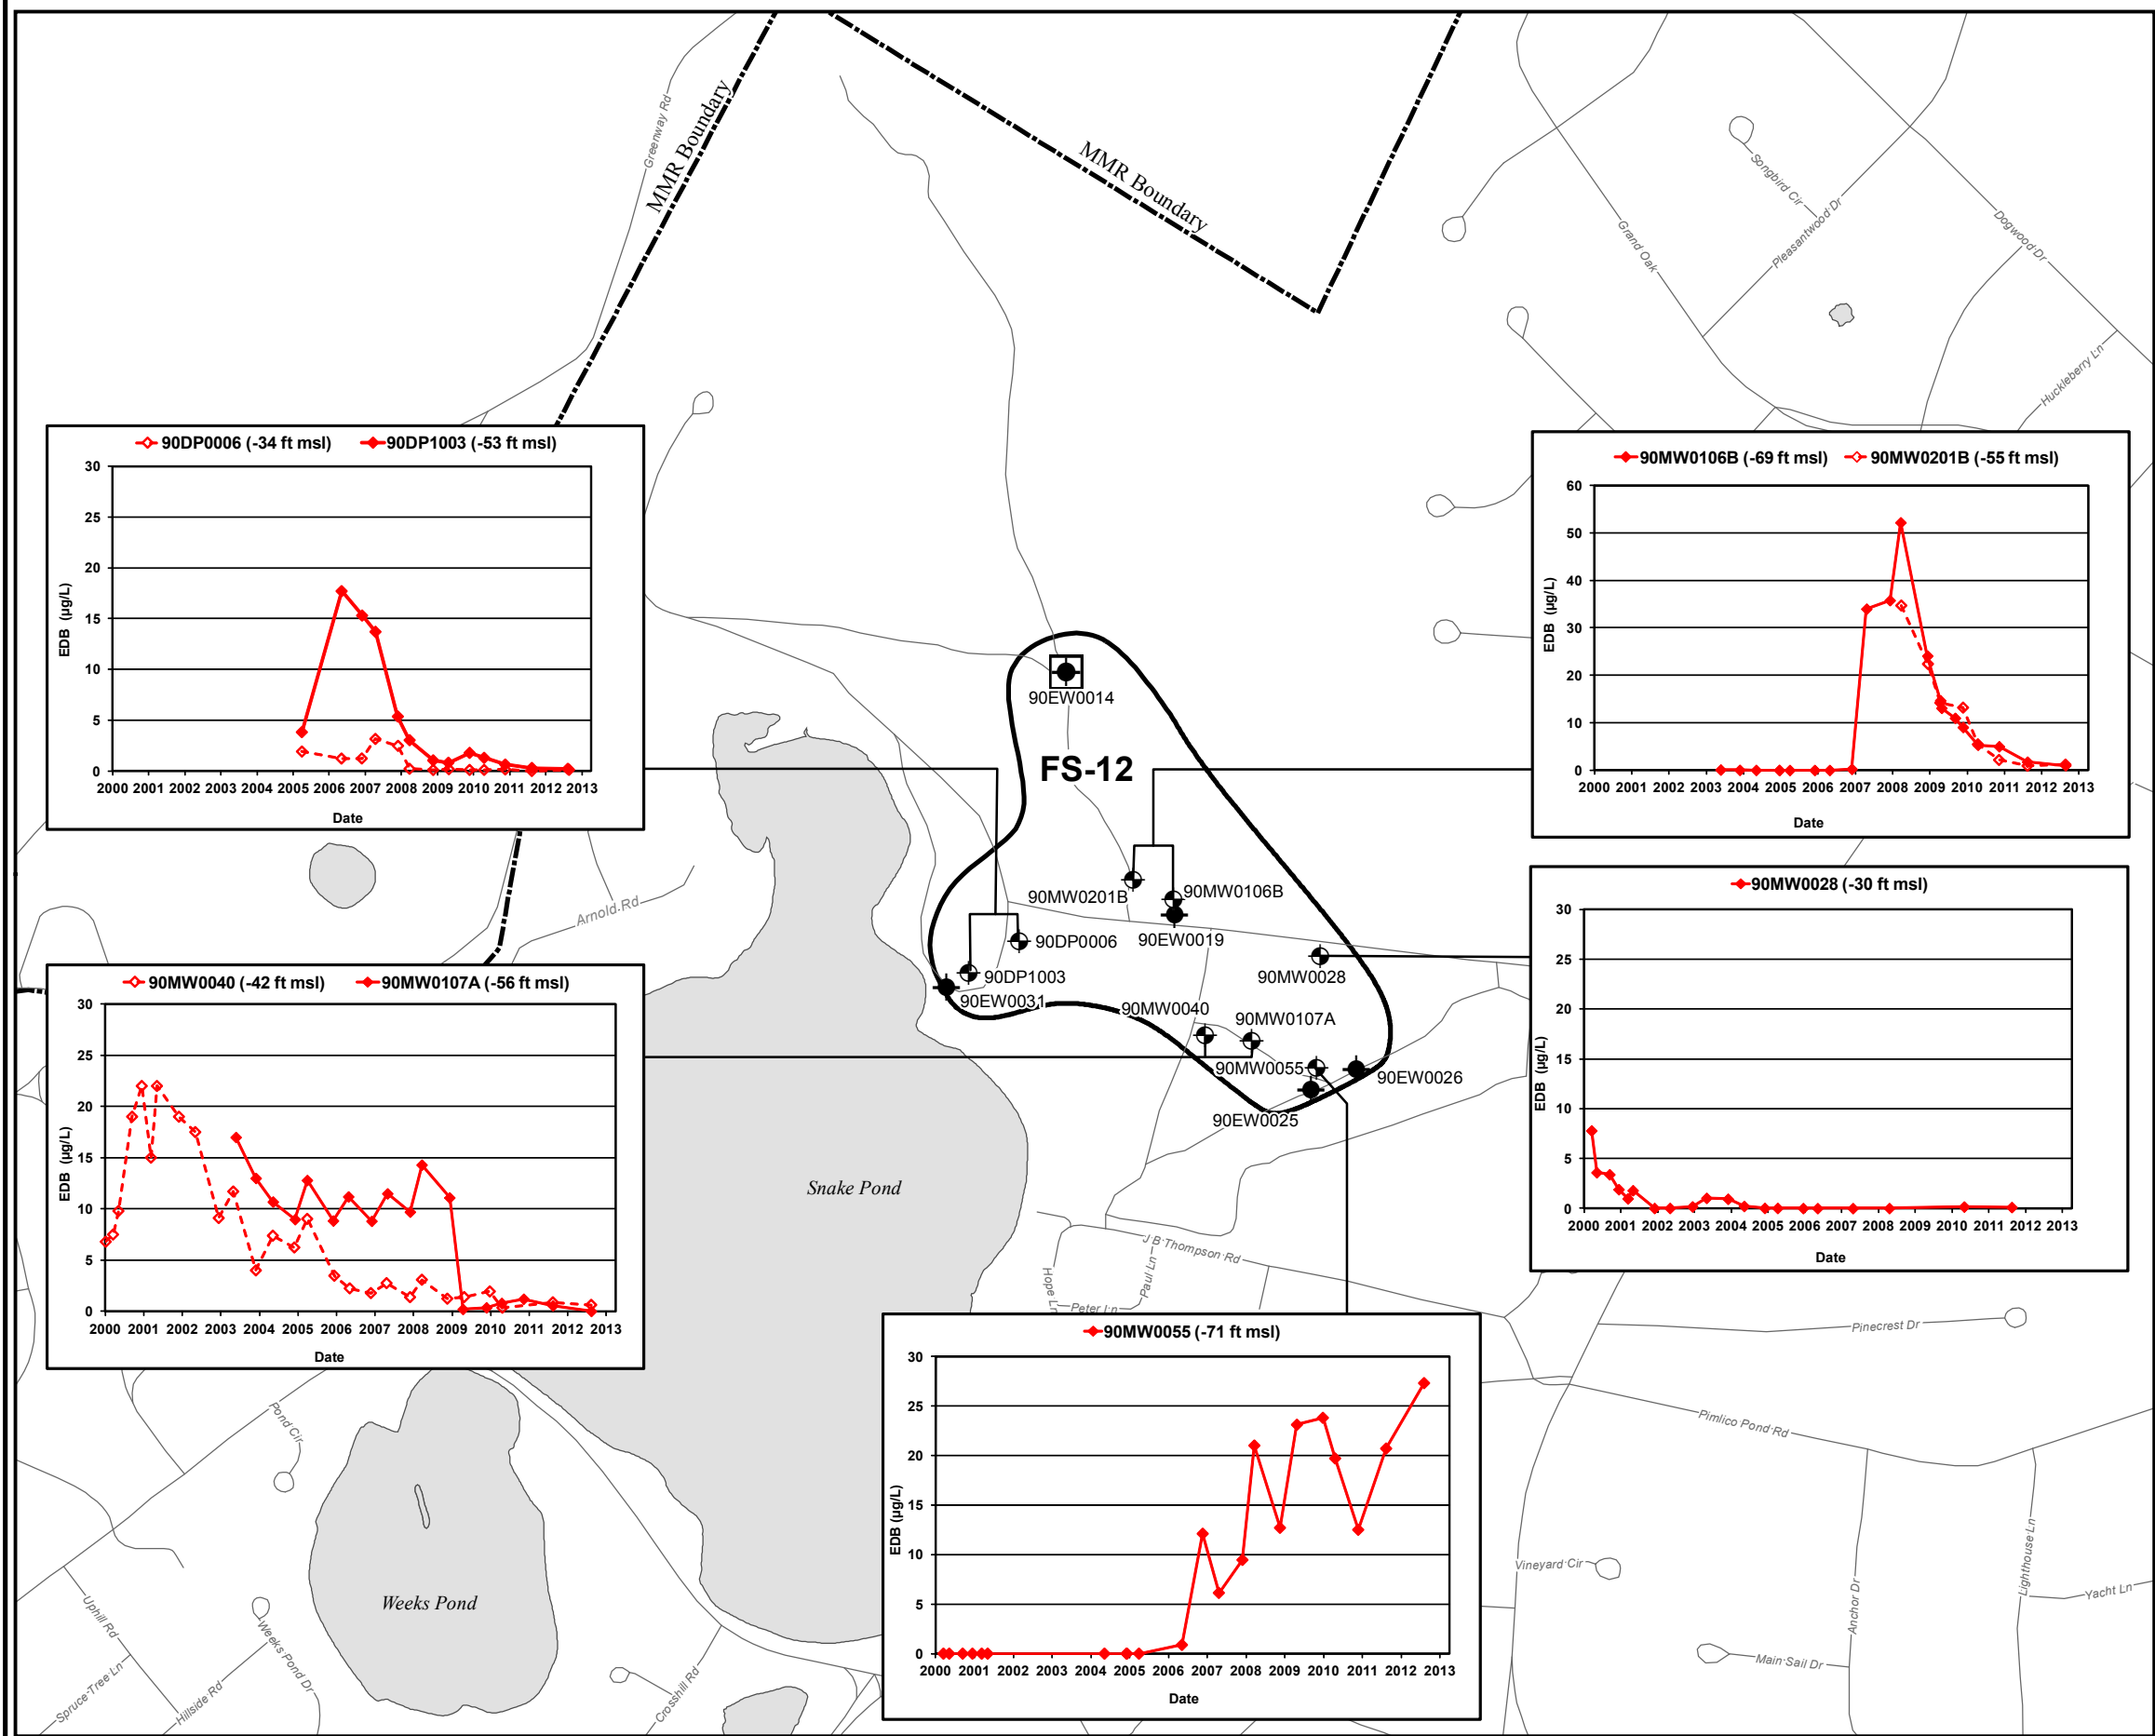 Greenway Rd
MMR Boundary
MMR Boundary
Songbird Cir
Grand Oak
Pleasantwood Dr
Dogwood Dr
Huckleberry Ln
90DP0006 (-34 ft msl) 90DP1003 (-53 ft msl)
30
25
20
15
10
5
0
EDB (µg/L)
2000 2001 2002 2003 2004 2005 2006 2007 2008 2009 2010 2011 2012 2013
Date
90MW0106B (-69 ft msl) 90MW0201B (-55 ft msl)
60
50
40
30
20
10
0
EDB (µg/L)
2000 2001 2002 2003 2004 2005 2006 2007 2008 2009 2010 2011 2012 2013
Date
90EW0014
FS-12
90MW0201B
90MW0106B
90EW0019
90DP0006
90DP1003
90EW0031
90MW0028
90MW0040
90MW0107A
90MW0055
90EW0026
90EW0025
Arnold Rd
90MW0028 (-30 ft msl)
30
25
20
15
10
5
0
EDB (µg/L)
2000 2001 2002 2003 2004 2005 2006 2007 2008 2009 2010 2011 2012 2013
Date
90MW0040 (-42 ft msl) 90MW0107A (-56 ft msl)
30
25
20
15
10
5
0
EDB (µg/L)
2000 2001 2002 2003 2004 2005 2006 2007 2008 2009 2010 2011 2012 2013
Date
Snake Pond
J B Thompson Rd
Hope Ln
Paul Ln
Peter Ln
Pinecrest Dr
90MW0055 (-71 ft msl)
30
25
20
15
10
5
0
EDB (µg/L)
2000 2001 2002 2003 2004 2005 2006 2007 2008 2009 2010 2011 2012 2013
Date
Pond Cir
Pimlico Pond Rd
Weeks Pond
Vineyard Cir
Anchor Dr
Lighthouse Ln
Yacht Ln
Uphill Rd
Weeks Pond Dr
Spruce Tree Ln
Hillside Rd
Crosshill Rd
Main Sail Dr